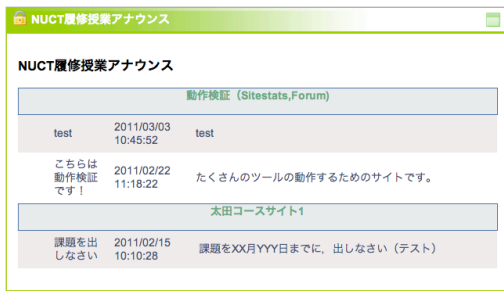 NUCT履修授業アナウンス
NUCT履修授業アナウンス
動作検証（Sitestats,Forum)
test 2011/03/03 10:45:52 test
こちらは動作検証です！ 2011/02/22 11:18:22 たくさんのツールの動作するためのサイトです。
太田コースサイト1
課題を出しなさい 2011/02/15 10:10:28 課題をXX月YYY日までに，出しなさい（テスト）